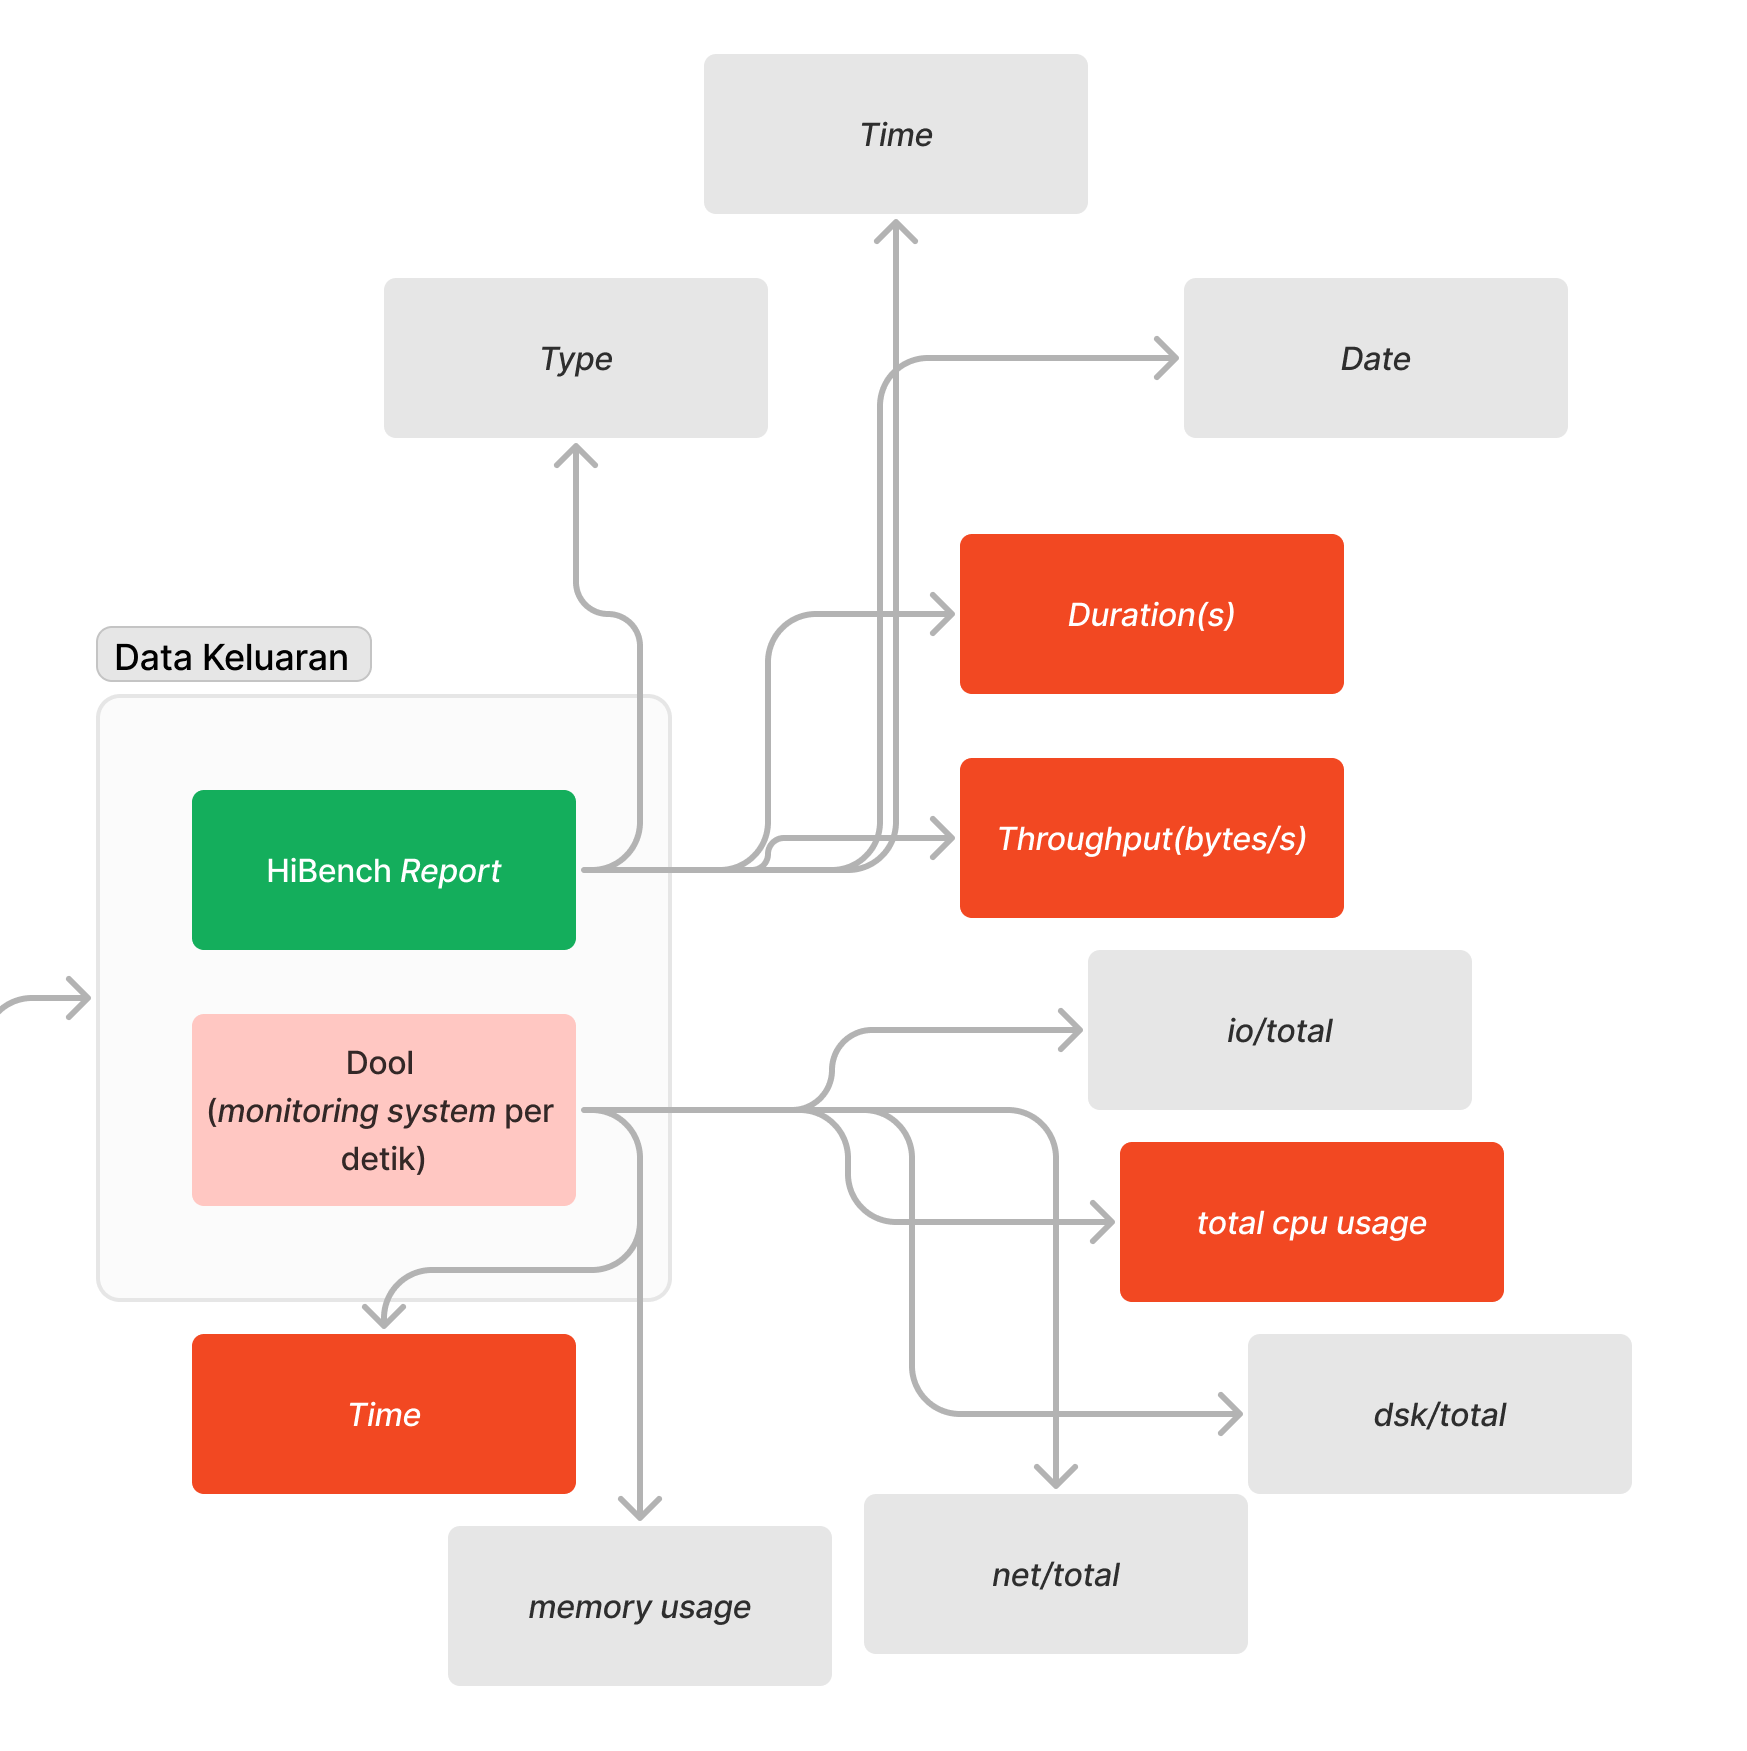 Time
Type
Date
Duration(s)
Data Keluaran
Throughput(bytes/s)
HiBench Report
io/total
Dool
(monitoring system per
detik)
total cpu usage
Time
dsk/total
net/total
memory usage